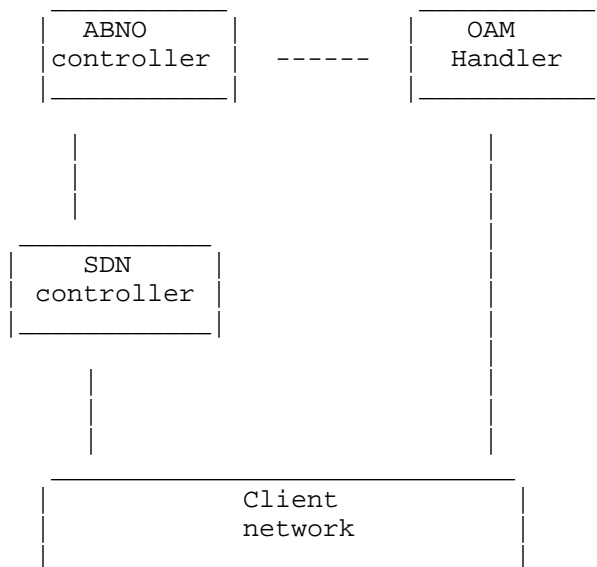 ABNO
controller
OAM
Handler
SDN
controller
Client
network